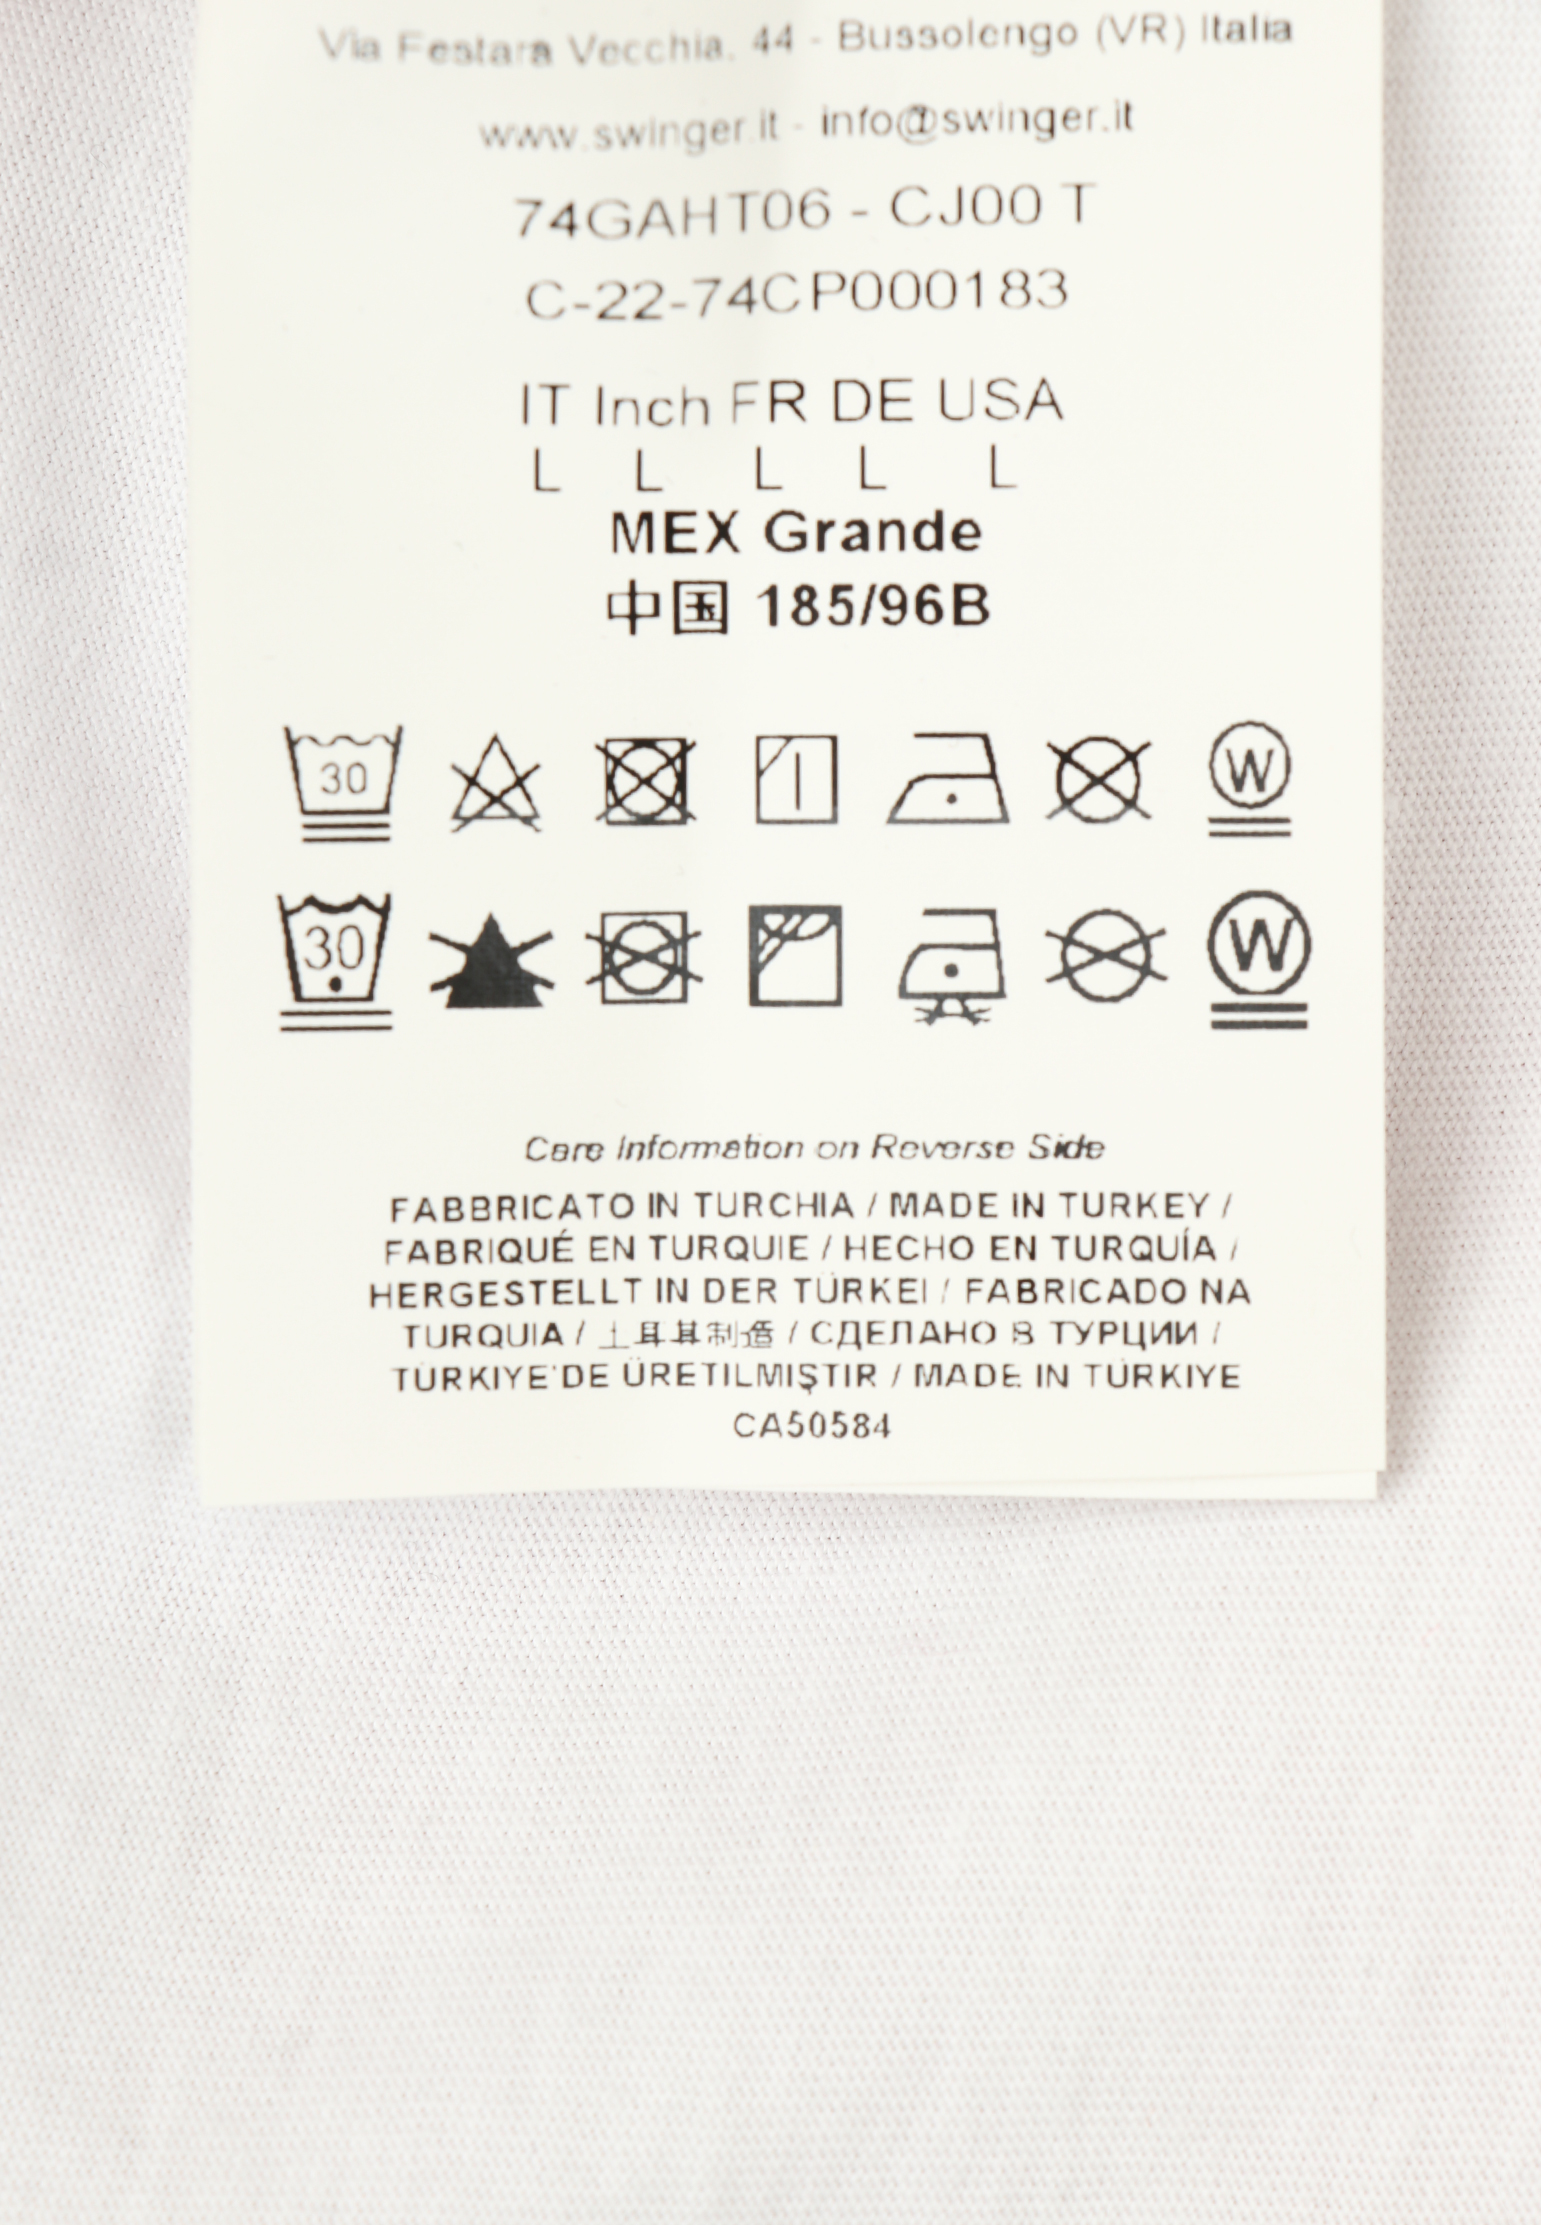 Via Festara Vecchia, 44 - Bussolengo (VR) Italia
www.swinger.it - info@swinger.it
74GAHT06 - CJ00 T
C-22-74CP000183
IT Inch FR DE USA
L L L L L
MEX Grande
中国 185/96B
30 W
30 W
Care Information on Reverse Side
FABBRICATO IN TURCHIA / MADE IN TURKEY /
FABRIQUÉ EN TURQUIE / HECHO EN TURQUÍA /
HERGESTELLT IN DER TÜRKEI / FABRICADO NA
TURQUIA / 土耳其制造 / СДЕЛАНО В ТУРЦИИ /
TÜRKIYE'DE ÜRETILMIŞTIR / MADE IN TÜRKIYE
CA50584